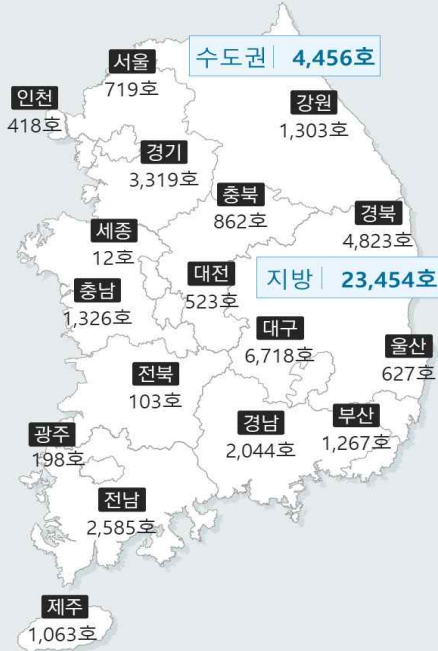 수도권 4,456호
서울
719호
인천
418호
강원
1,303호
경기
3,319호
충북
862호
경북
4,823호
세종
12호
대전
523호
지방 23,454호
충남
1,326호
대구
6,718호
울산
627호
전북
103호
경남
2,044호
부산
1,267호
광주
198호
전남
2,585호
제주
1,063호